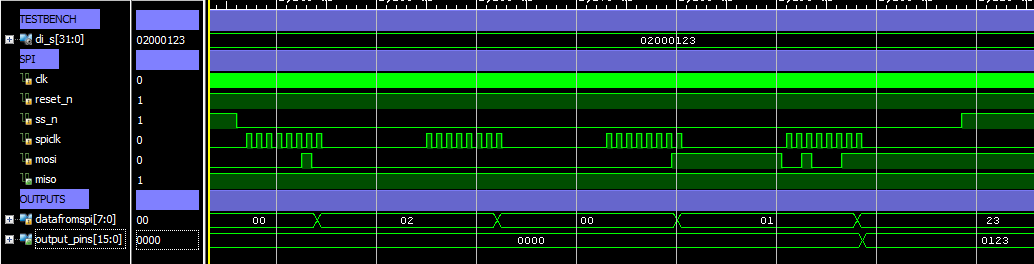 TESTBENCH
di_s[31:0] 02000123 02000123
SPI
clk 0
reset_n 1
ss_n 1
spiclk 0
mosi 0
miso 1
OUTPUTS
datafromspi[7:0] 00 00 02 00 01 23
output_pins[15:0] 0000 0000 0123